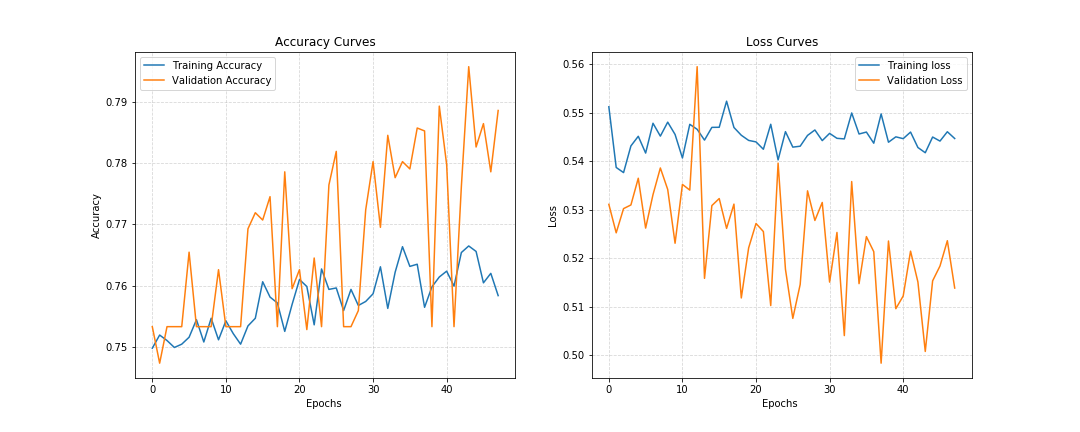 Accuracy Curves
Training Accuracy
Validation Accuracy
0.79
0.78
0.77
0.76
0.75
Accuracy
0 10 20 30 40
Epochs
Loss Curves
Training loss
Validation Loss
0.56
0.55
0.54
0.53
0.52
0.51
0.50
Loss
0 10 20 30 40
Epochs